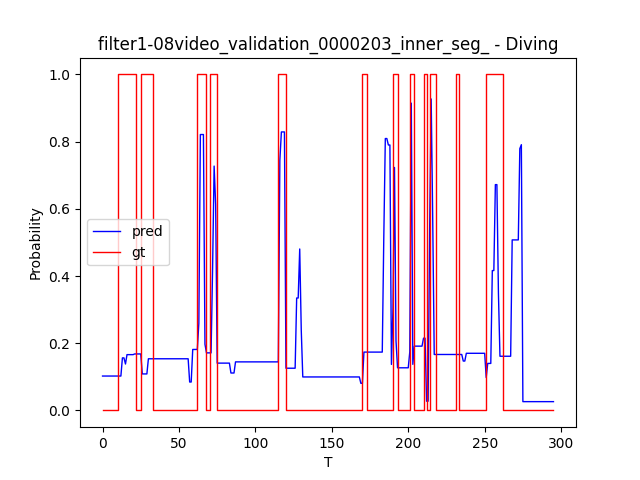 filter1-08video_validation_0000203_inner_seg_ - Diving
1.0
0.8
0.6
0.4
0.2
0.0
Probability
pred
gt
0 50 100 150 200 250 300
T